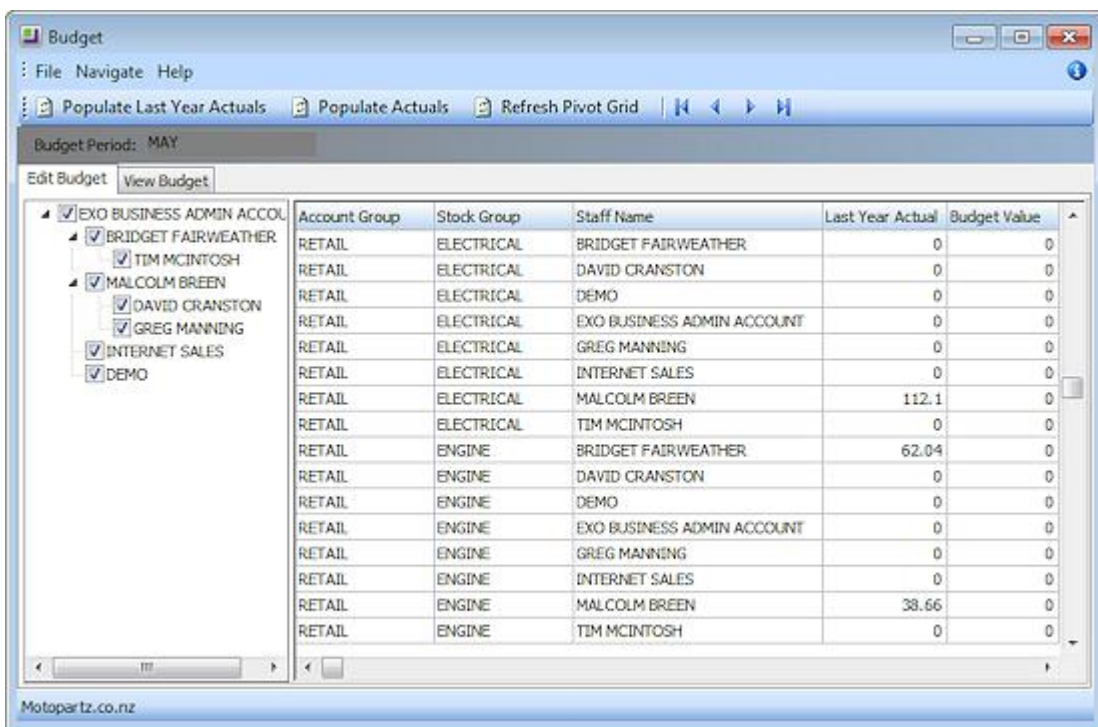 Budget
File Navigate Help
Populate Last Year Actuals Populate Actuals Refresh Pivot Grid
Budget Period: MAY
Edit Budget View Budget
EXO BUSINESS ADMIN ACCOU
BRIDGET FAIRWEATHER
TIM MCINTOSH
MALCOLM BREEN
DAVID CRANSTON
GREG MANNING
INTERNET SALES
DEMO
Account Group Stock Group Staff Name Last Year Actual Budget Value
RETAIL ELECTRICAL BRIDGET FAIRWEATHER 0 0
RETAIL ELECTRICAL DAVID CRANSTON 0 0
RETAIL ELECTRICAL DEMO 0 0
RETAIL ELECTRICAL EXO BUSINESS ADMIN ACCOUNT 0 0
RETAIL ELECTRICAL GREG MANNING 0 0
RETAIL ELECTRICAL INTERNET SALES 0 0
RETAIL ELECTRICAL MALCOLM BREEN 112.1 0
RETAIL ELECTRICAL TIM MCINTOSH 0 0
RETAIL ENGINE BRIDGET FAIRWEATHER 62.04 0
RETAIL ENGINE DAVID CRANSTON 0 0
RETAIL ENGINE DEMO 0 0
RETAIL ENGINE EXO BUSINESS ADMIN ACCOUNT 0 0
RETAIL ENGINE GREG MANNING 0 0
RETAIL ENGINE INTERNET SALES 0 0
RETAIL ENGINE MALCOLM BREEN 38.66 0
RETAIL ENGINE TIM MCINTOSH 0 0
Motopartz.co.nz